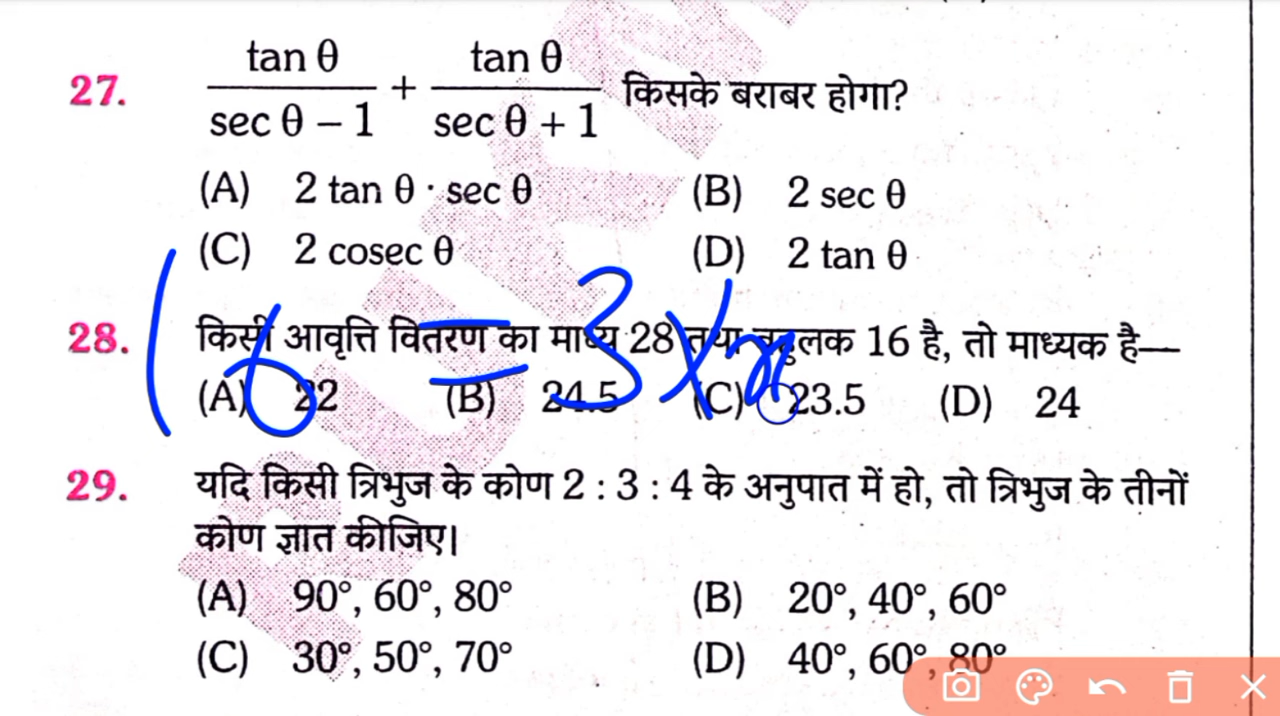 27. tan θ / sec θ – 1 + tan θ / sec θ + 1 किसके बराबर होगा?
(A) 2 tan θ · sec θ (B) 2 sec θ
(C) 2 cosec θ (D) 2 tan θ
28. किसी आवृत्ति वितरण का माध्य 28 तथा बहुलक 16 है, तो माध्यक है—
(A) 22 (B) 24.5 (C) 23.5 (D) 24
16 = 3 × x
29. यदि किसी त्रिभुज के कोण 2 : 3 : 4 के अनुपात में हो, तो त्रिभुज के तीनों
कोण ज्ञात कीजिए।
(A) 90°, 60°, 80° (B) 20°, 40°, 60°
(C) 30°, 50°, 70° (D) 40°, 60°, 80°